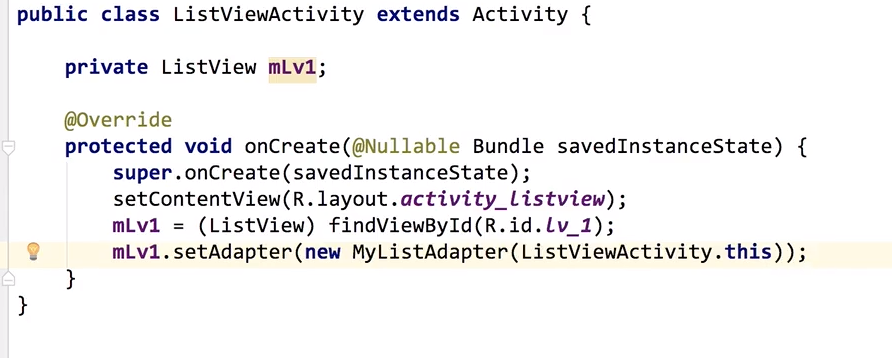 public class ListViewActivity extends Activity {
private ListView mLv1;
@Override
protected void onCreate(@Nullable Bundle savedInstanceState) {
super.onCreate(savedInstanceState);
setContentView(R.layout.activity_listview);
mLv1 = (ListView) findViewById(R.id.lv_1);
mLv1.setAdapter(new MyListAdapter(ListViewActivity.this));
}
}